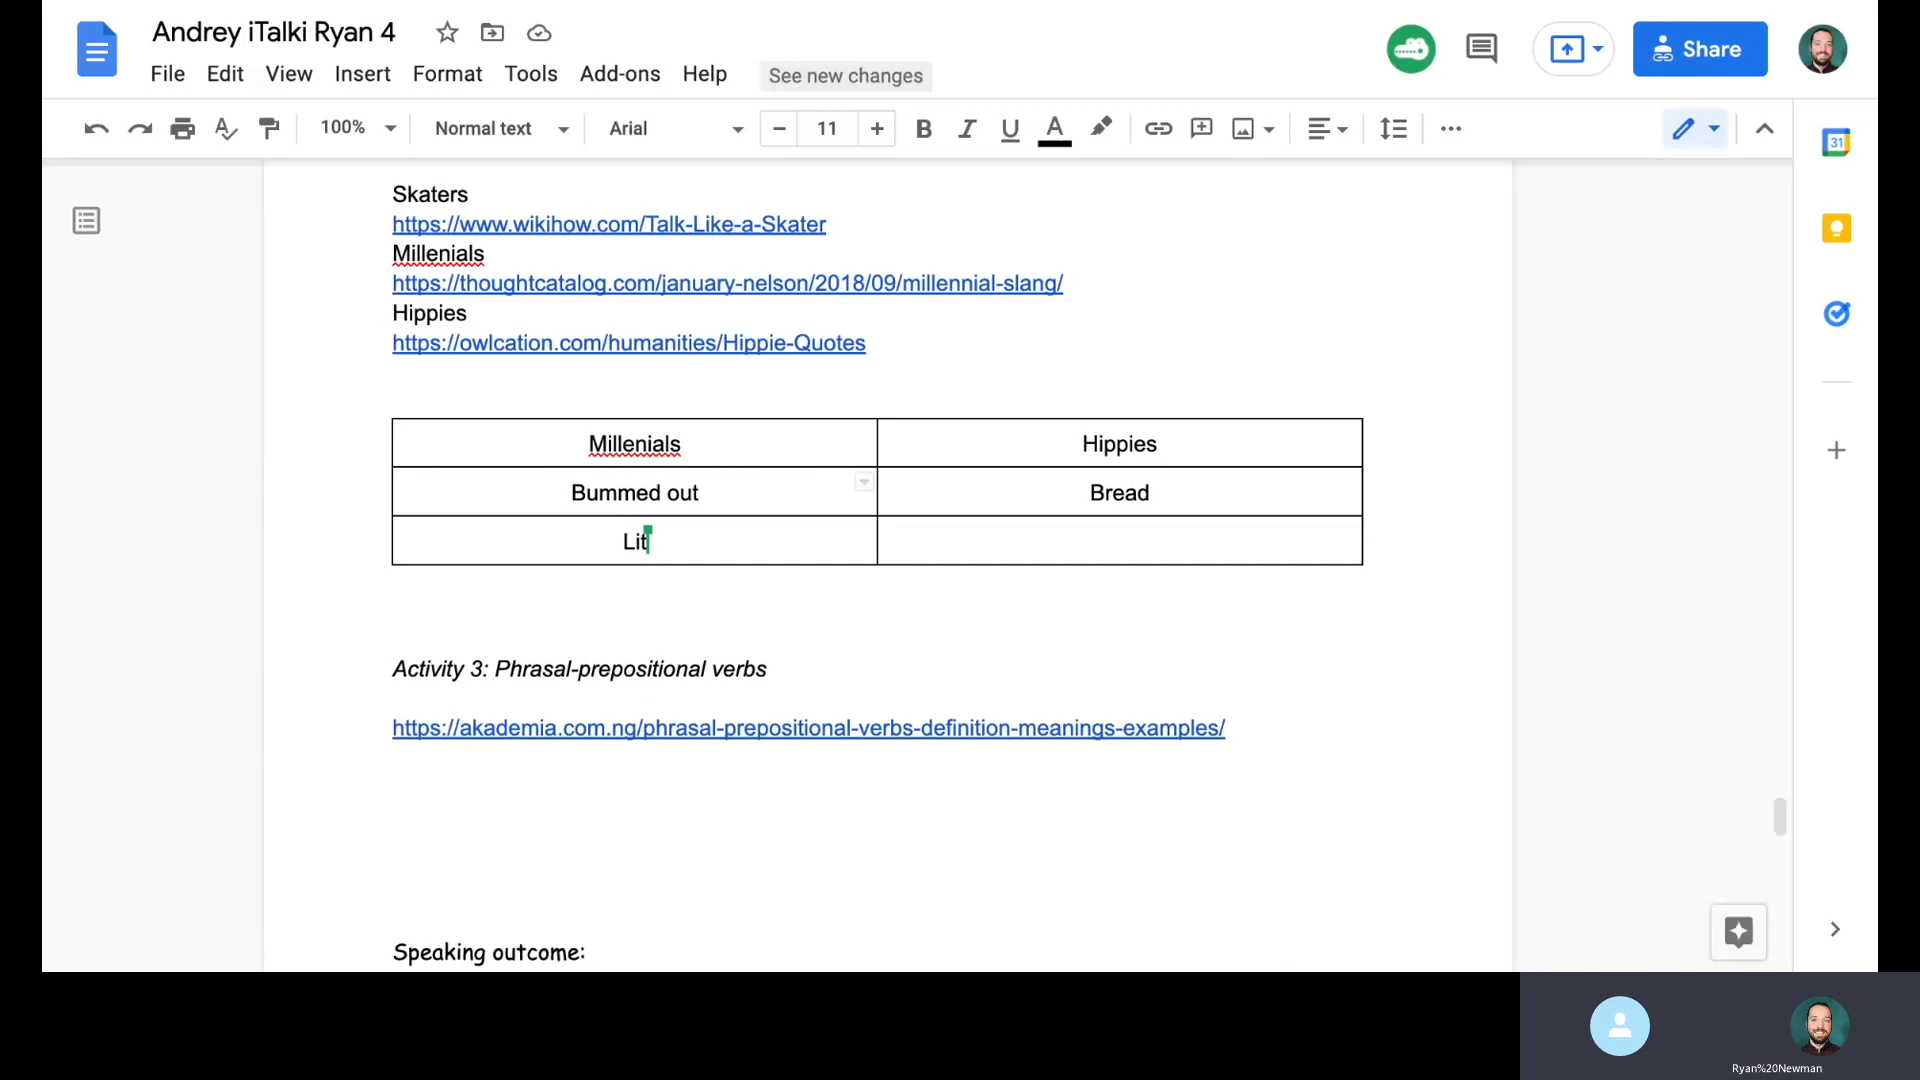 Andrey iTalki Ryan 4
File Edit View Insert Format Tools Add-ons Help See new changes
Share
100% Normal text Arial 11
31
Skaters
https://www.wikihow.com/Talk-Like-a-Skater
Millenials
https://thoughtcatalog.com/january-nelson/2018/09/millennial-slang/
Hippies
https://owlcation.com/humanities/Hippie-Quotes
Millenials Hippies
Bummed out Bread
Lit
Activity 3: Phrasal-prepositional verbs
https://akademia.com.ng/phrasal-prepositional-verbs-definition-meanings-examples/
Speaking outcome:
Ryan%20Newman